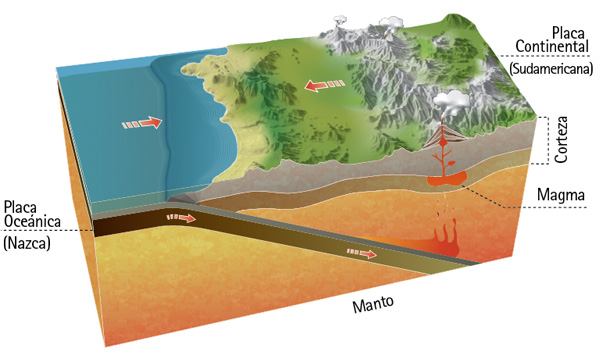 Placa
Continental
(Sudamericana)
Corteza
Magma
Placa
Oceánica
(Nazca)
Manto